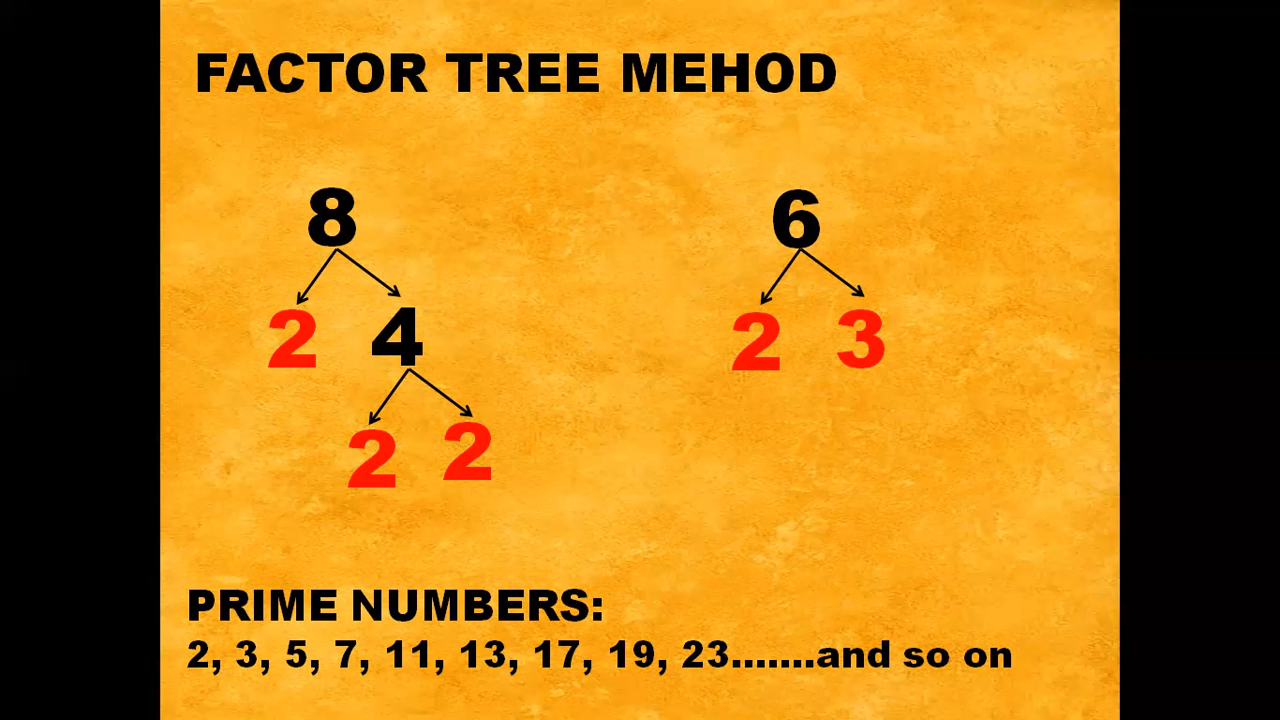 FACTOR TREE MEHOD
8 6
2 4 2 3
2 2
PRIME NUMBERS:
2, 3, 5, 7, 11, 13, 17, 19, 23.......and so on